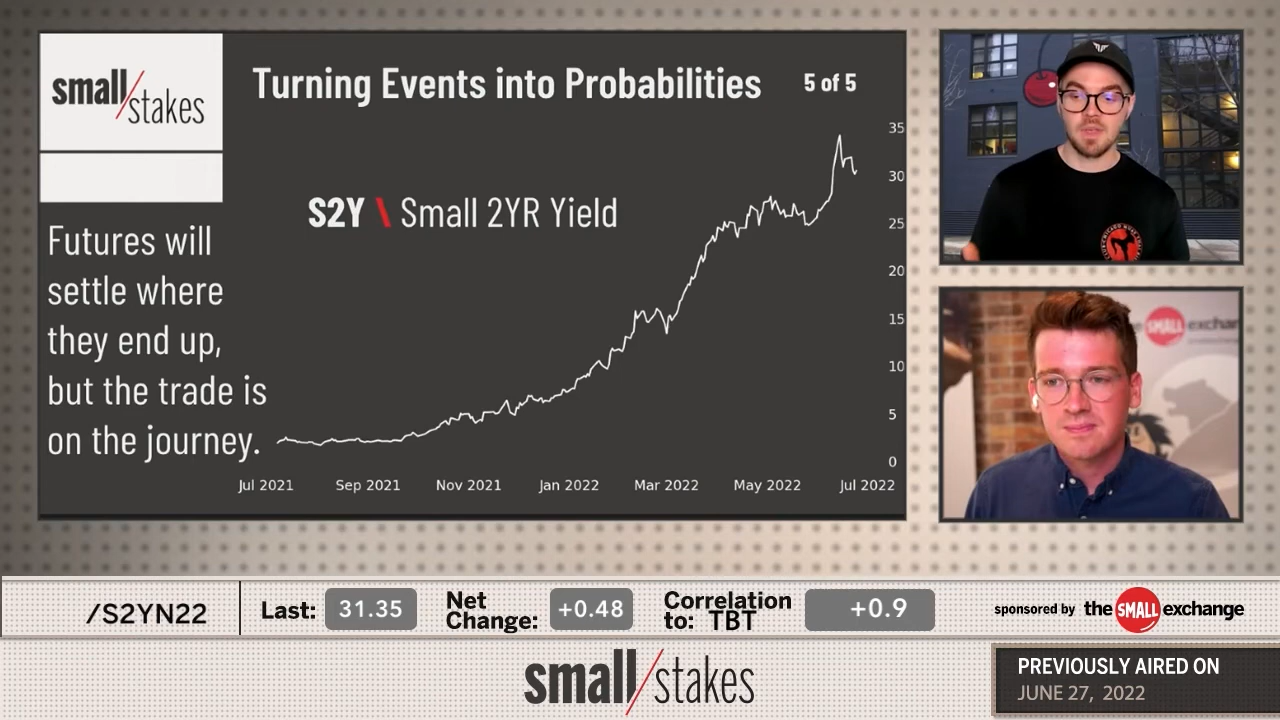 small/stakes
Turning Events into Probabilities
5 of 5
S2Y \ Small 2YR Yield
Futures will
settle where
they end up,
but the trade is
on the journey.
35
30
25
20
15
10
5
0
Jul 2021
Sep 2021
Nov 2021
Jan 2022
Mar 2022
May 2022
Jul 2022
the SMALL exchan
/S2YN22
Last:
31.35
Net
Change:
+0.48
Correlation
to: TBT
+0.9
sponsored by
the SMALL exchange
small/stakes
PREVIOUSLY AIRED ON
JUNE 27, 2022